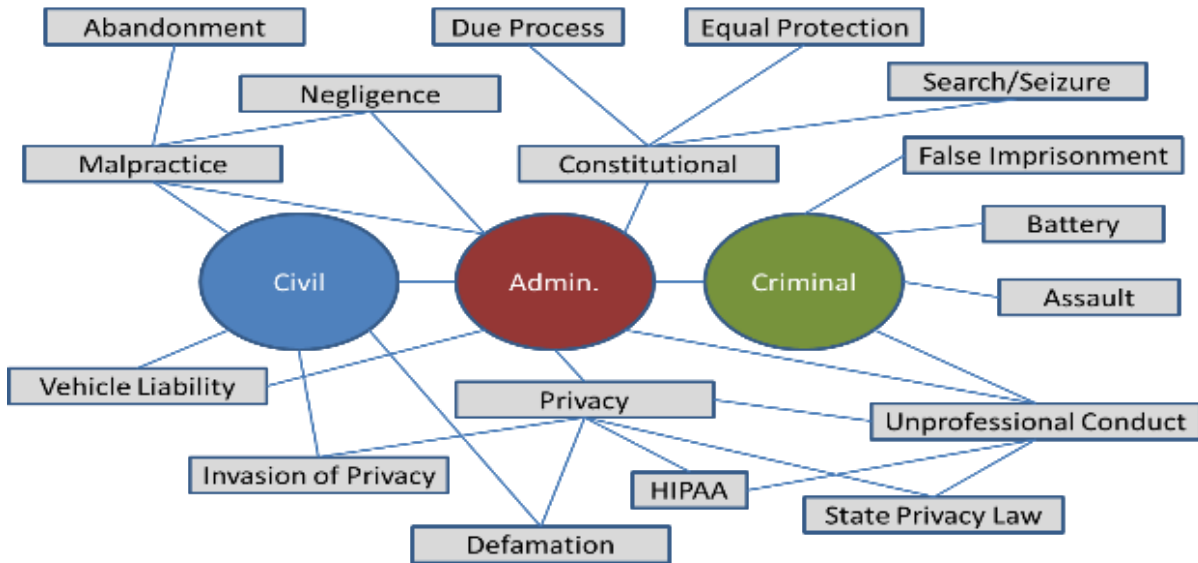 Abandonment
Due Process
Equal Protection
Search/Seizure
Negligence
Malpractice
Constitutional
False Imprisonment
Battery
Civil
Admin.
Criminal
Assault
Vehicle Liability
Privacy
Unprofessional Conduct
Invasion of Privacy
HIPAA
State Privacy Law
Defamation